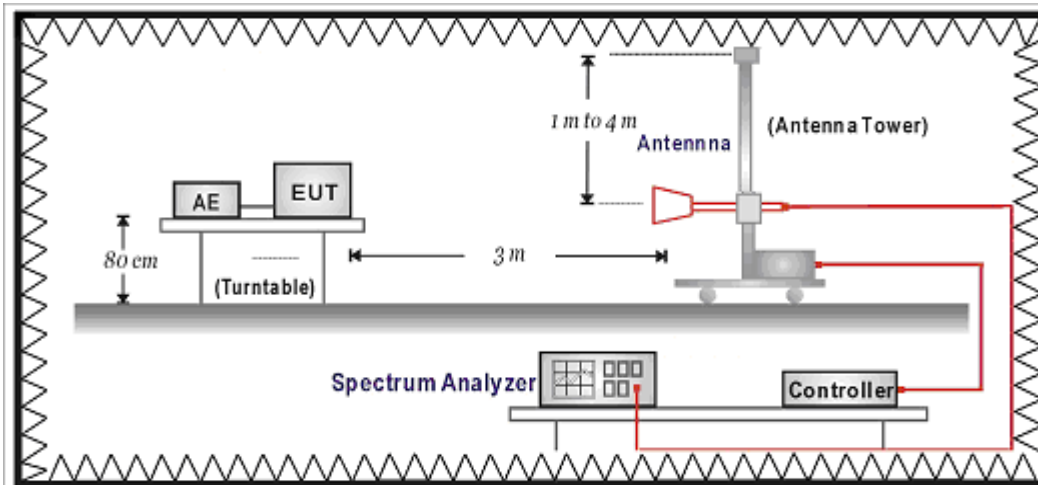 1 m to 4 m
(Antenna Tower)
Antennna
AE
EUT
80 cm
3 m
(Turntable)
Spectrum Analyzer
Controller